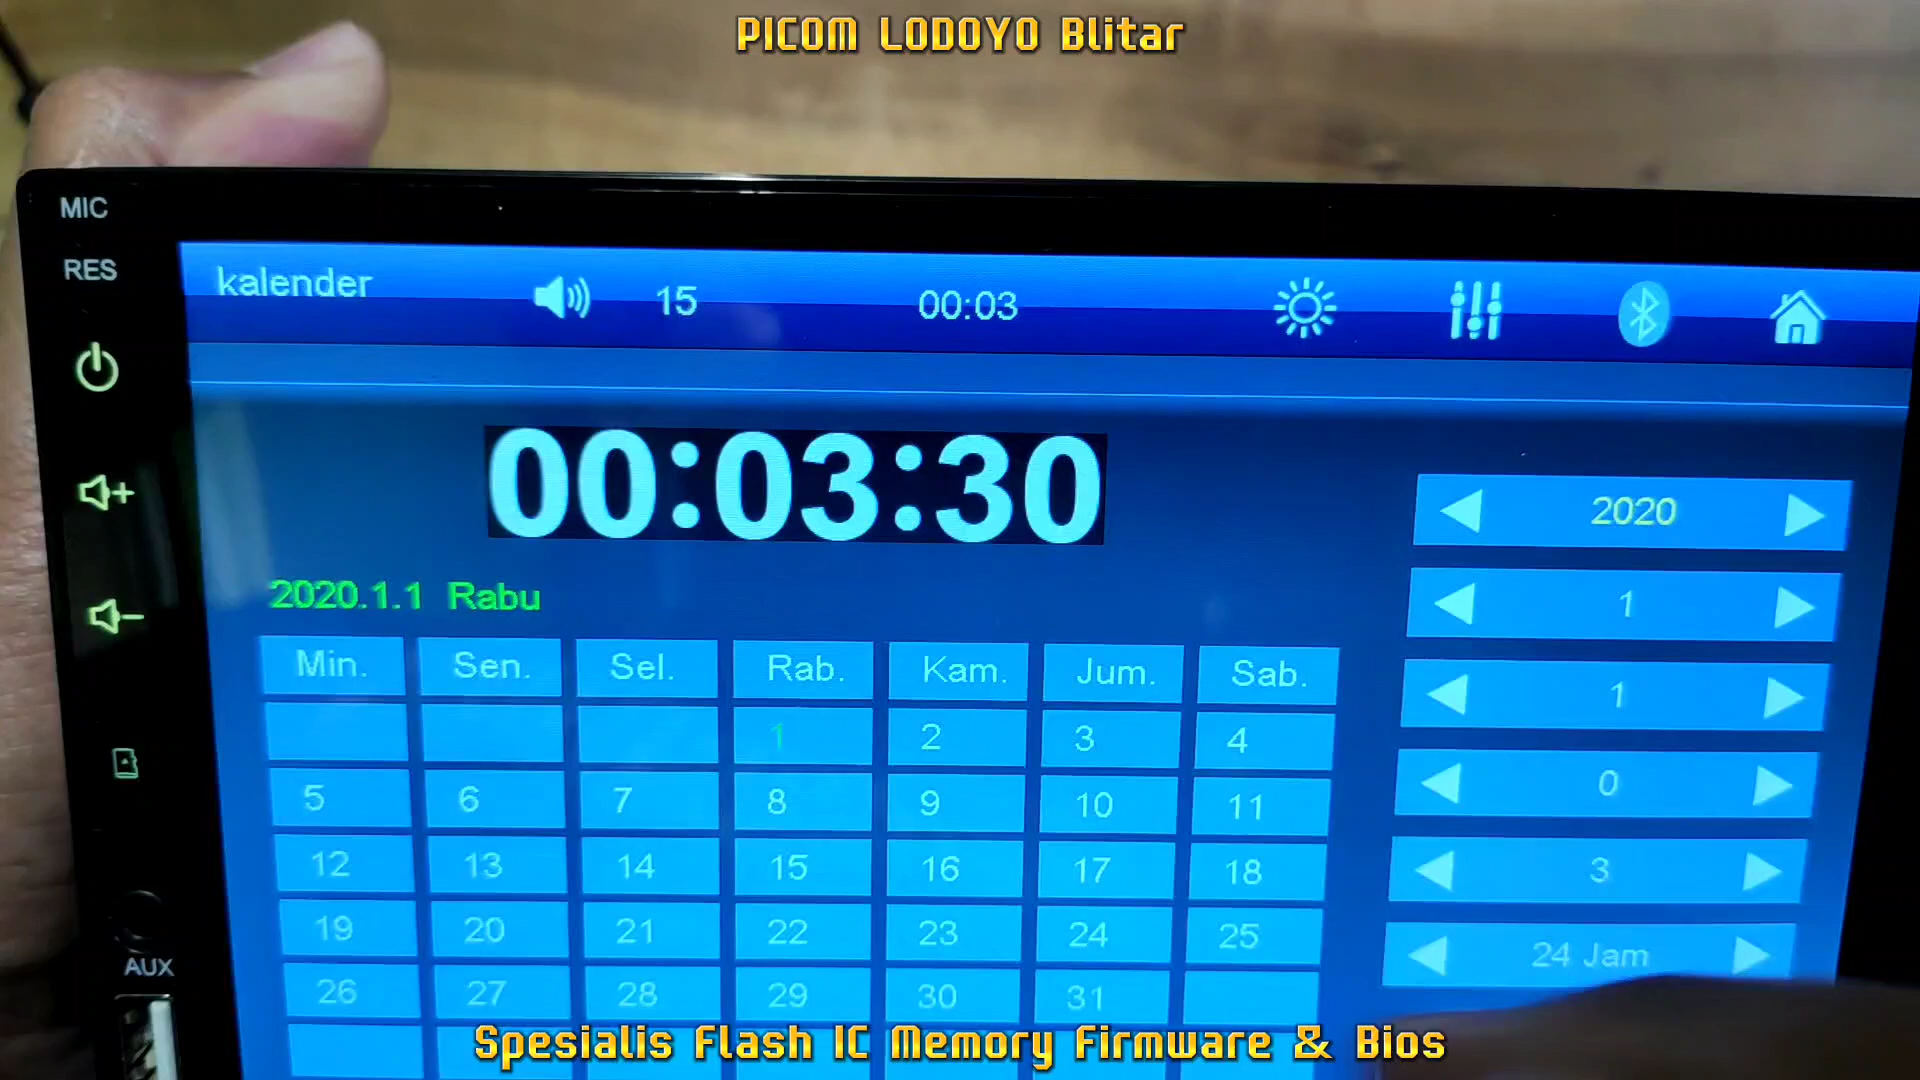 PICOM LODOYO Blitar
MIC
RES
kalender 15 00:03
00:03:30
2020
2020.1.1 Rabu
1
Min. Sen. Sel. Rab. Kam. Jum. Sab.
1
1 2 3 4
0
5 6 7 8 9 10 11
3
12 13 14 15 16 17 18
19 20 21 22 23 24 25
24 Jam
AUX
26 27 28 29 30 31
Spesialis Flash IC Memory Firmware & Bios